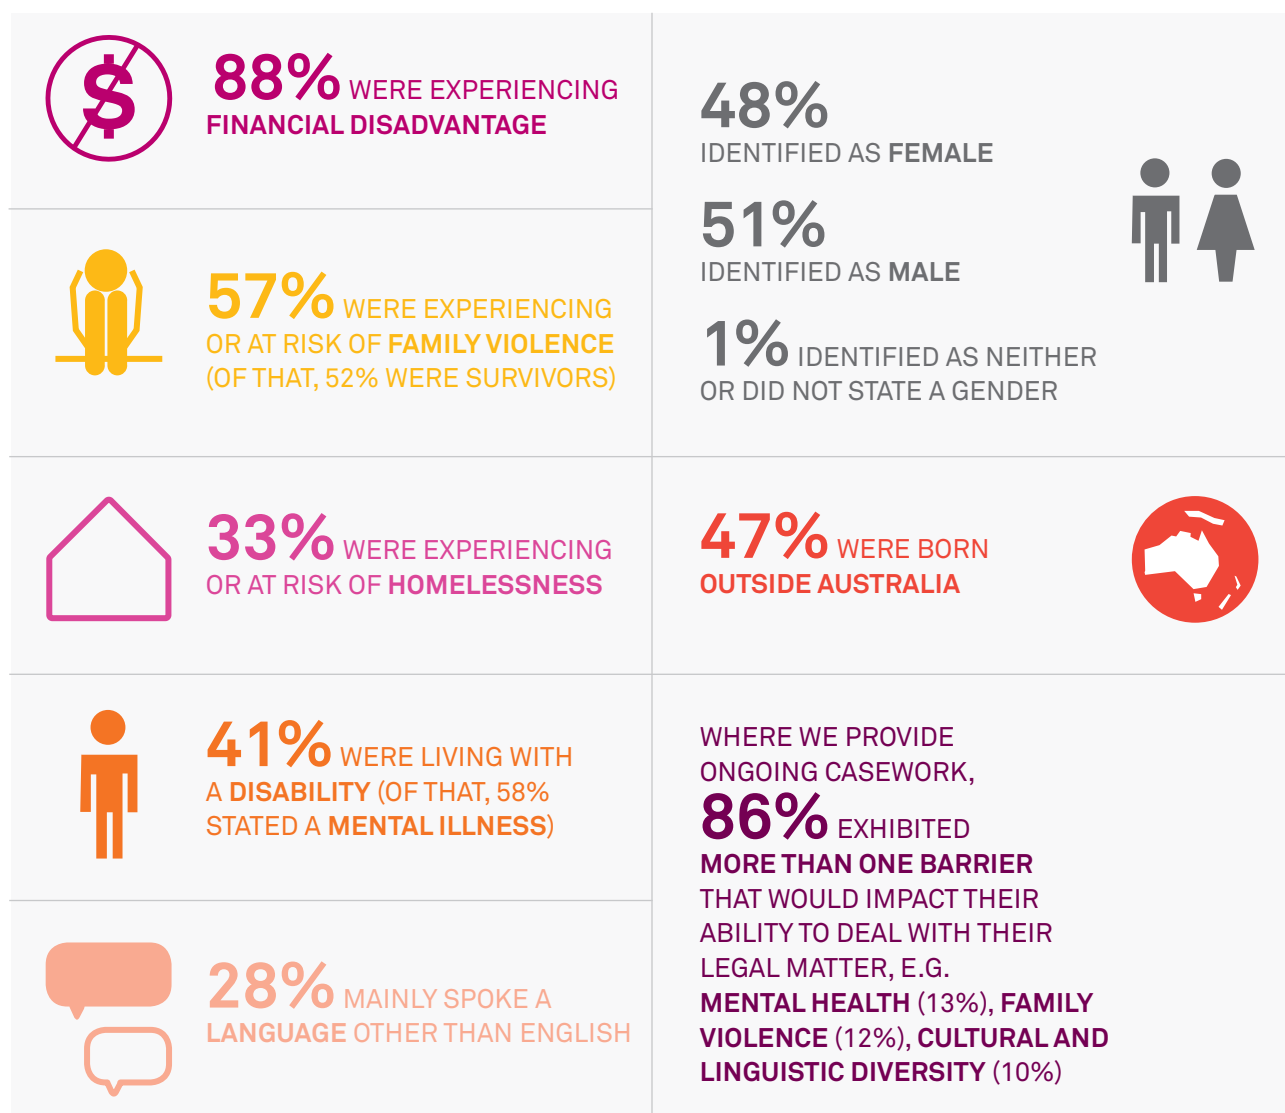 88% WERE EXPERIENCING
FINANCIAL DISADVANTAGE
57% WERE EXPERIENCING
OR AT RISK OF FAMILY VIOLENCE
(OF THAT, 52% WERE SURVIVORS)
33% WERE EXPERIENCING
OR AT RISK OF HOMELESSNESS
41% WERE LIVING WITH
A DISABILITY (OF THAT, 58%
STATED A MENTAL ILLNESS)
28% MAINLY SPOKE A
LANGUAGE OTHER THAN ENGLISH
48%
IDENTIFIED AS FEMALE
51%
IDENTIFIED AS MALE
1% IDENTIFIED AS NEITHER
OR DID NOT STATE A GENDER
47% WERE BORN
OUTSIDE AUSTRALIA
WHERE WE PROVIDE
ONGOING CASEWORK,
86% EXHIBITED
MORE THAN ONE BARRIER
THAT WOULD IMPACT THEIR
ABILITY TO DEAL WITH THEIR
LEGAL MATTER, E.G.
MENTAL HEALTH (13%), FAMILY
VIOLENCE (12%), CULTURAL AND
LINGUISTIC DIVERSITY (10%)